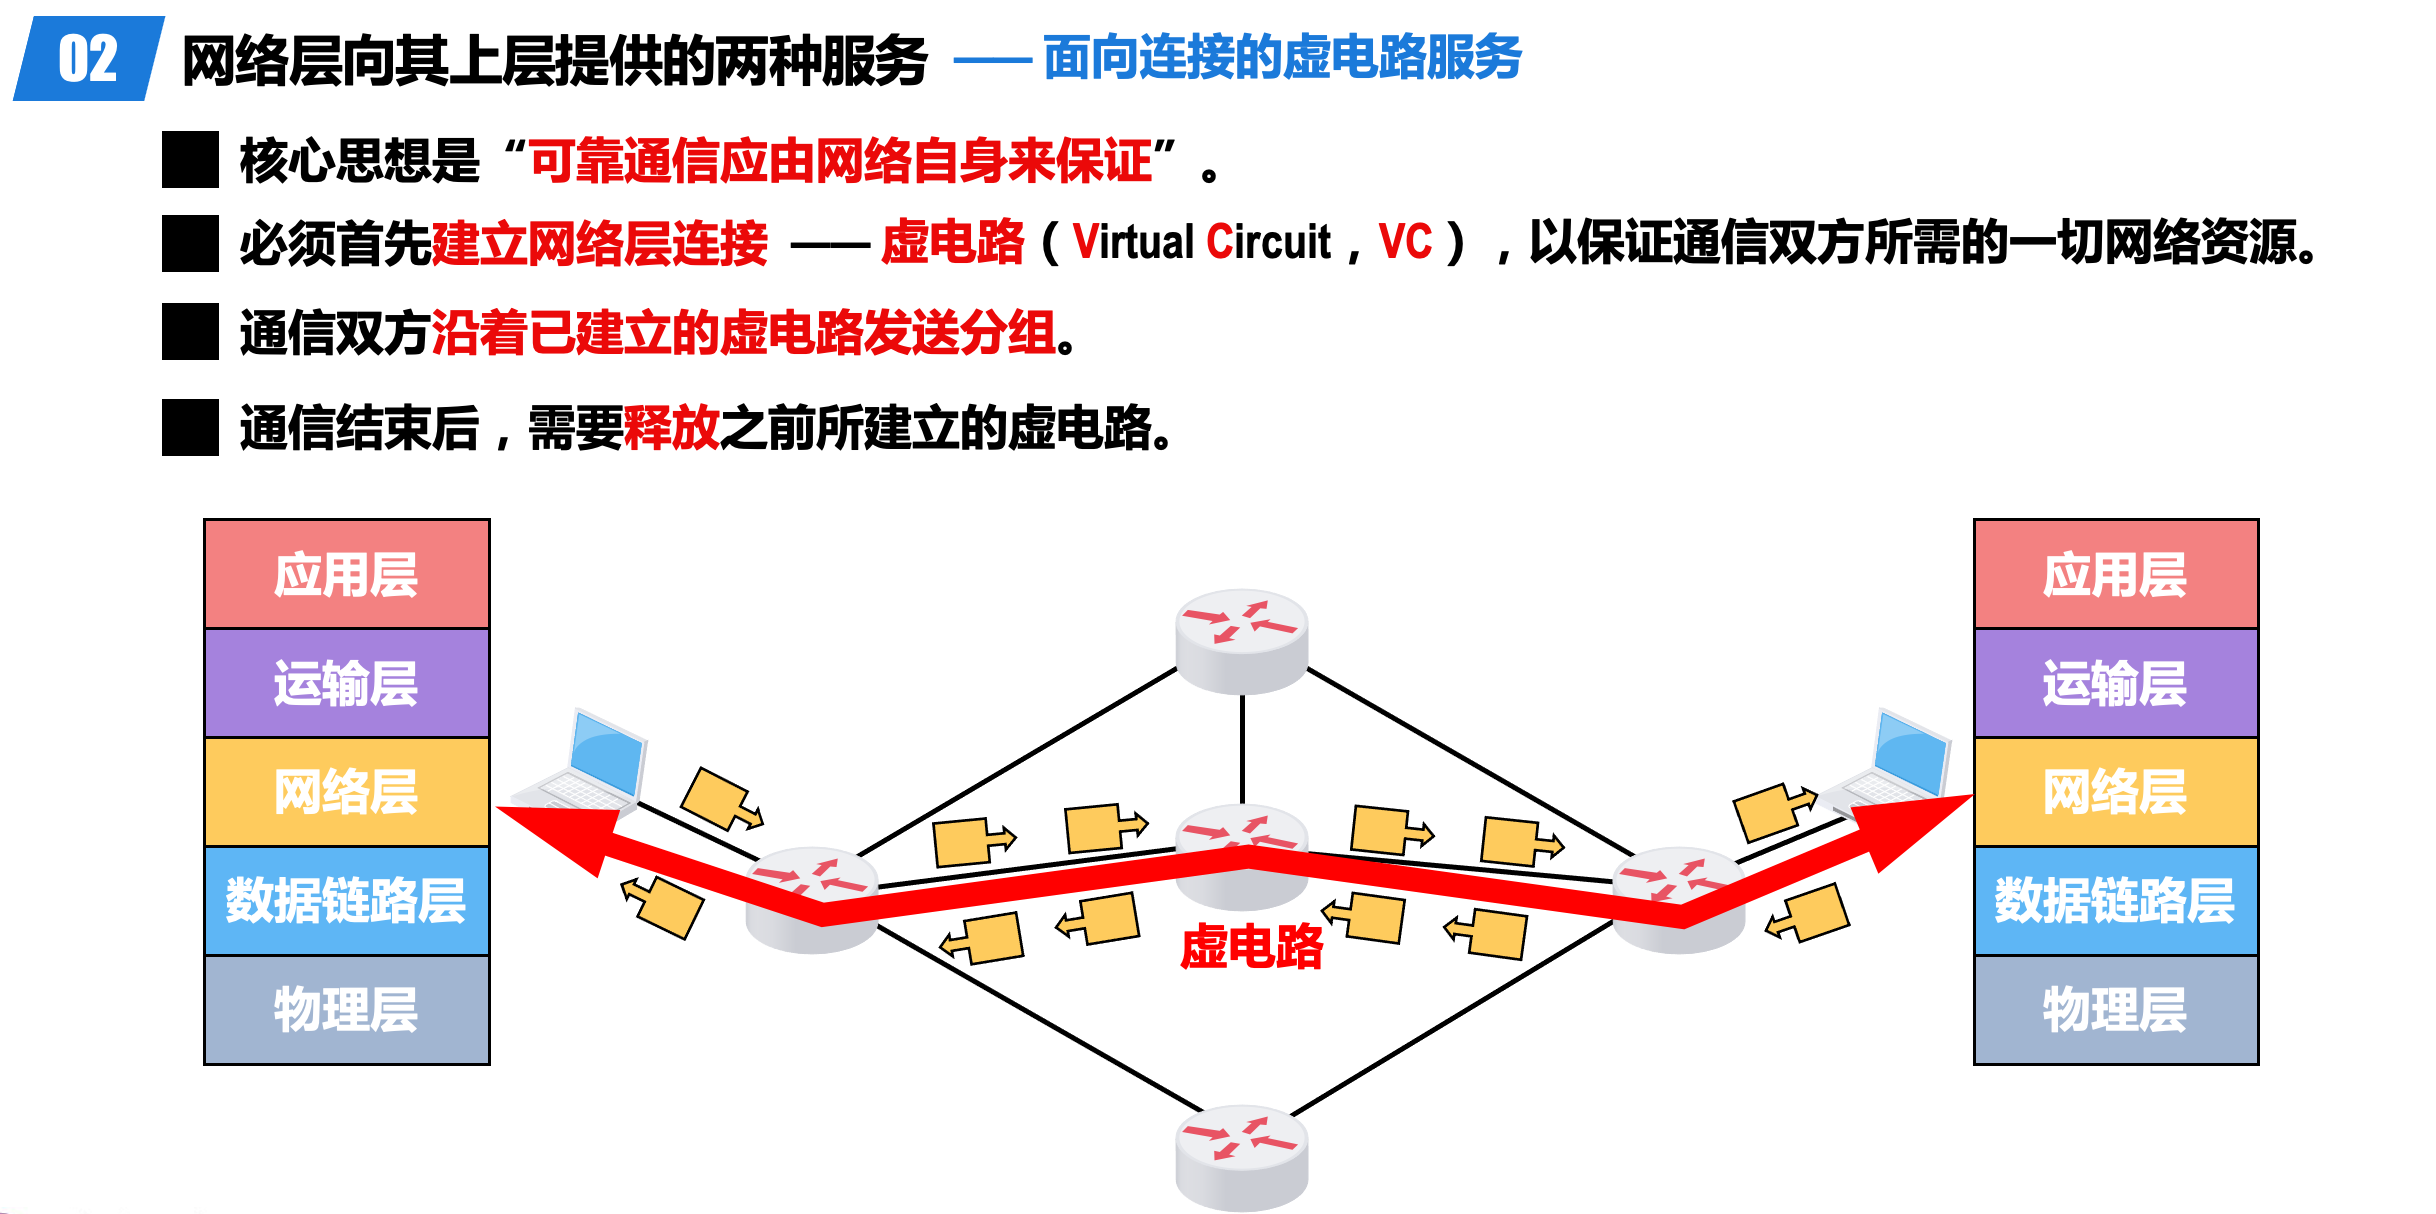 02 网络层向其上层提供的两种服务 —— 面向连接的虚电路服务
核心思想是“可靠通信应由网络自身来保证”。
必须首先建立网络层连接 —— 虚电路（Virtual Circuit，VC），以保证通信双方所需的一切网络资源。
通信双方沿着已建立的虚电路发送分组。
通信结束后，需要释放之前所建立的虚电路。
应用层
运输层
网络层
数据链路层
物理层
虚电路
应用层
运输层
网络层
数据链路层
物理层